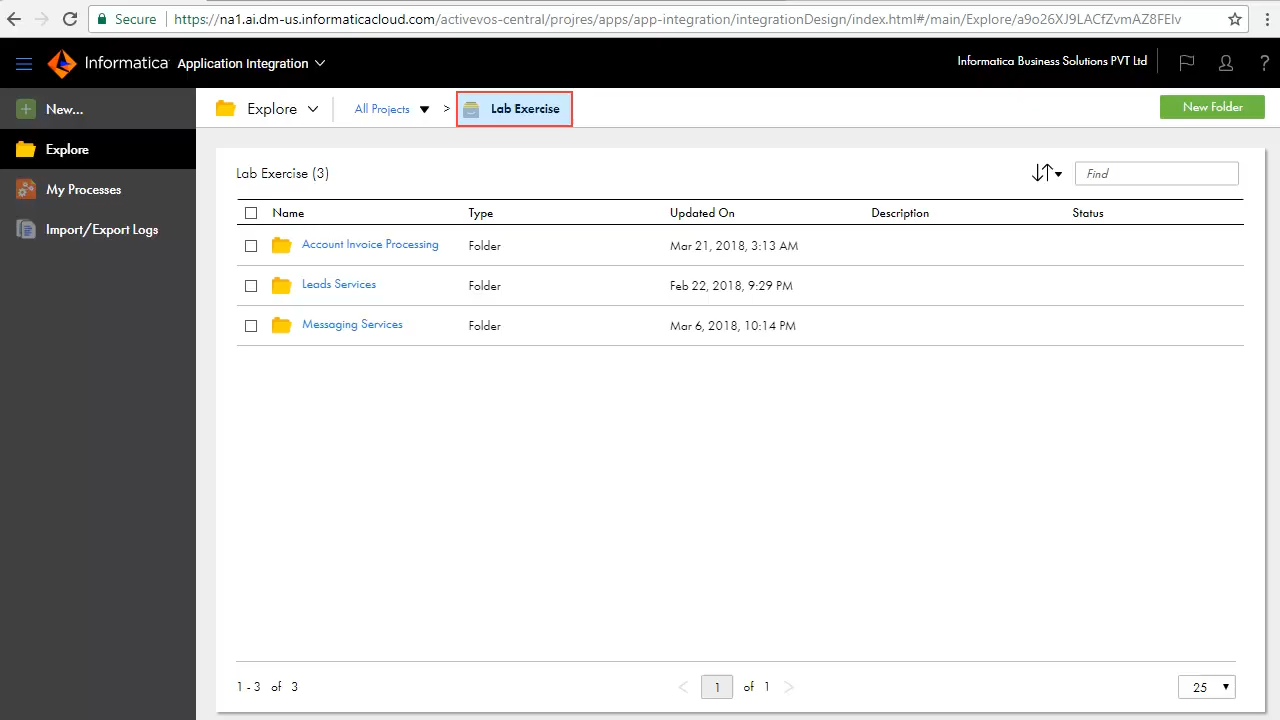 Secure https://na1.ai.dm-us.informaticacloud.com/activevos-central/projres/apps/app-integration/integrationDesign/index.html#/main/Explore/a9o26XJ9LACfZvmAZ8FEIv
Informatica Application Integration Informatica Business Solutions PVT Ltd ?
New...
Explore
My Processes
Import/Export Logs
Explore All Projects > Lab Exercise New Folder
Lab Exercise (3) Find
Name Type Updated On Description Status
Account Invoice Processing Folder Mar 21, 2018, 3:13 AM
Leads Services Folder Feb 22, 2018, 9:29 PM
Messaging Services Folder Mar 6, 2018, 10:14 PM
1 - 3 of 3 < 1 of 1 > 25